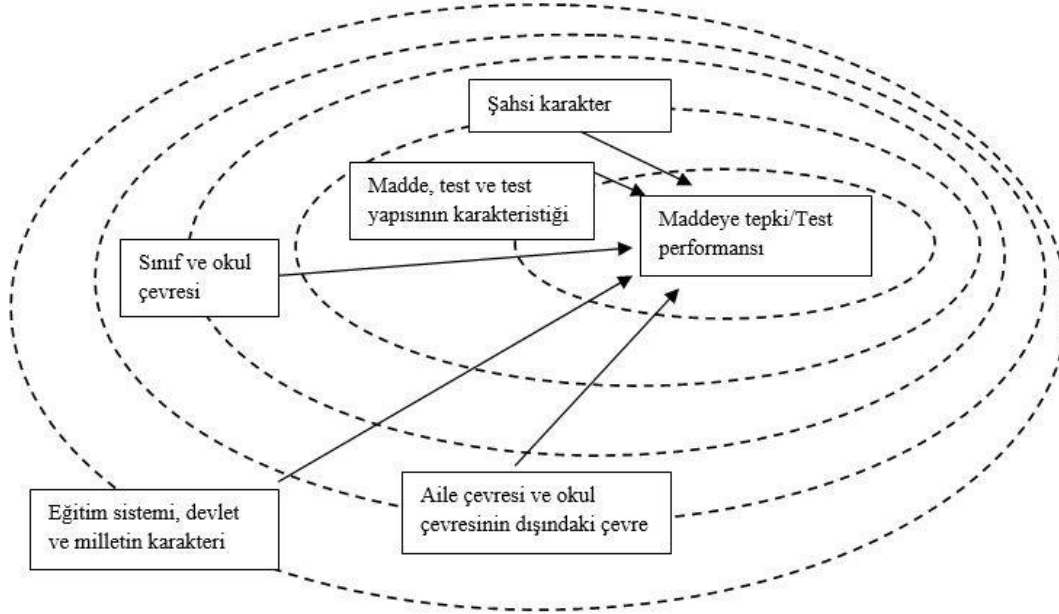 Şahsi karakter
Madde, test ve test
yapısının karakteristiği
Maddeye tepki/Test
performansı
Sınıf ve okul
çevresi
Eğitim sistemi, devlet
ve milletin karakteri
Aile çevresi ve okul
çevresinin dışındaki çevre